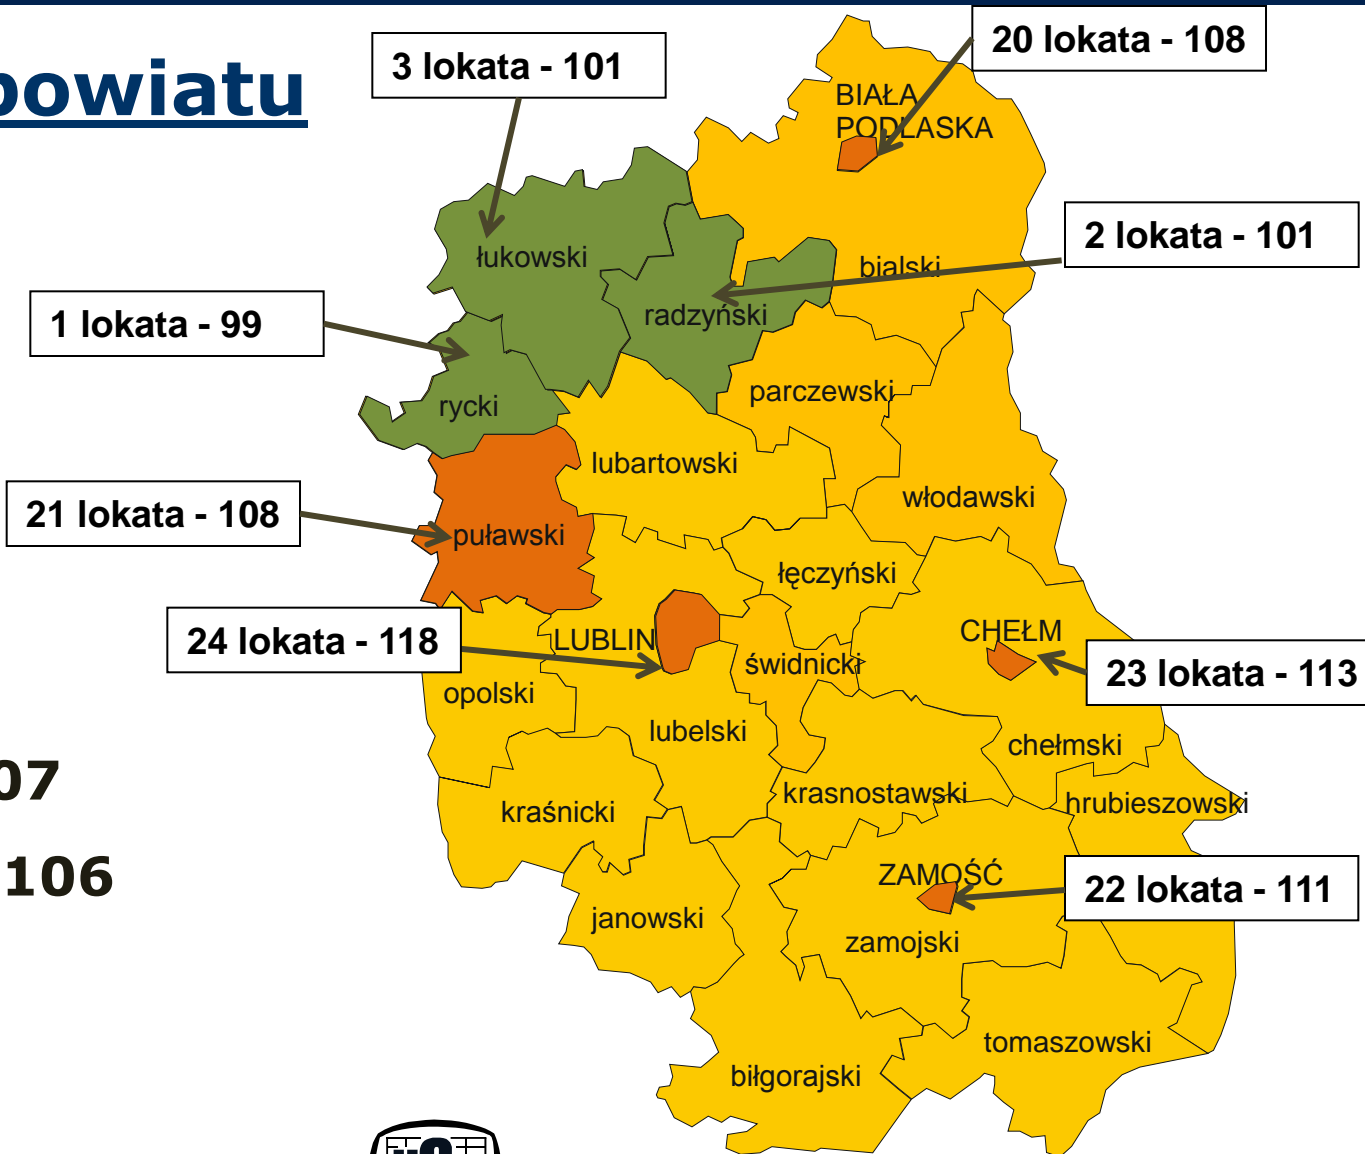 powiatu
3 lokata - 101
20 lokata - 108
BIAŁA
PODLASKA
2 lokata - 101
łukowski
bialski
1 lokata - 99
radzyński
rycki
parczewski
lubartowski
włodawski
21 lokata - 108
puławski
łęczyński
24 lokata - 118
LUBLIN
CHEŁM
świdnicki
23 lokata - 113
opolski
lubelski
chełmski
07
krasnostawski
hrubieszowski
kraśnicki
106
ZAMOŚĆ
22 lokata - 111
janowski
zamojski
tomaszowski
biłgorajski